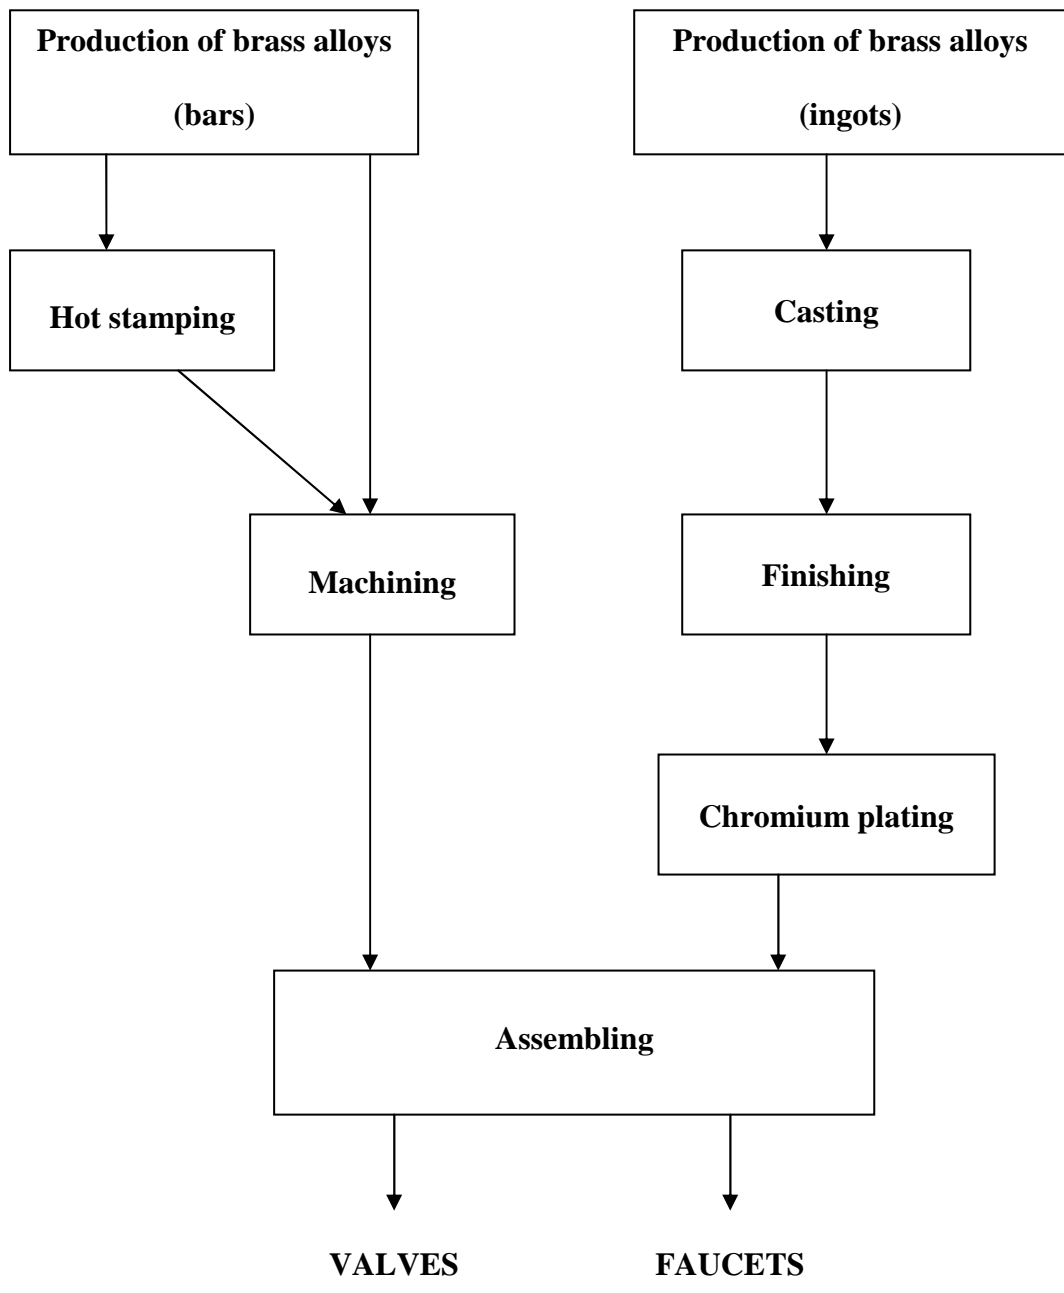 Production of brass alloys
(bars)
Production of brass alloys
(ingots)
Hot stamping
Casting
Machining
Finishing
Chromium plating
Assembling
VALVES
FAUCETS